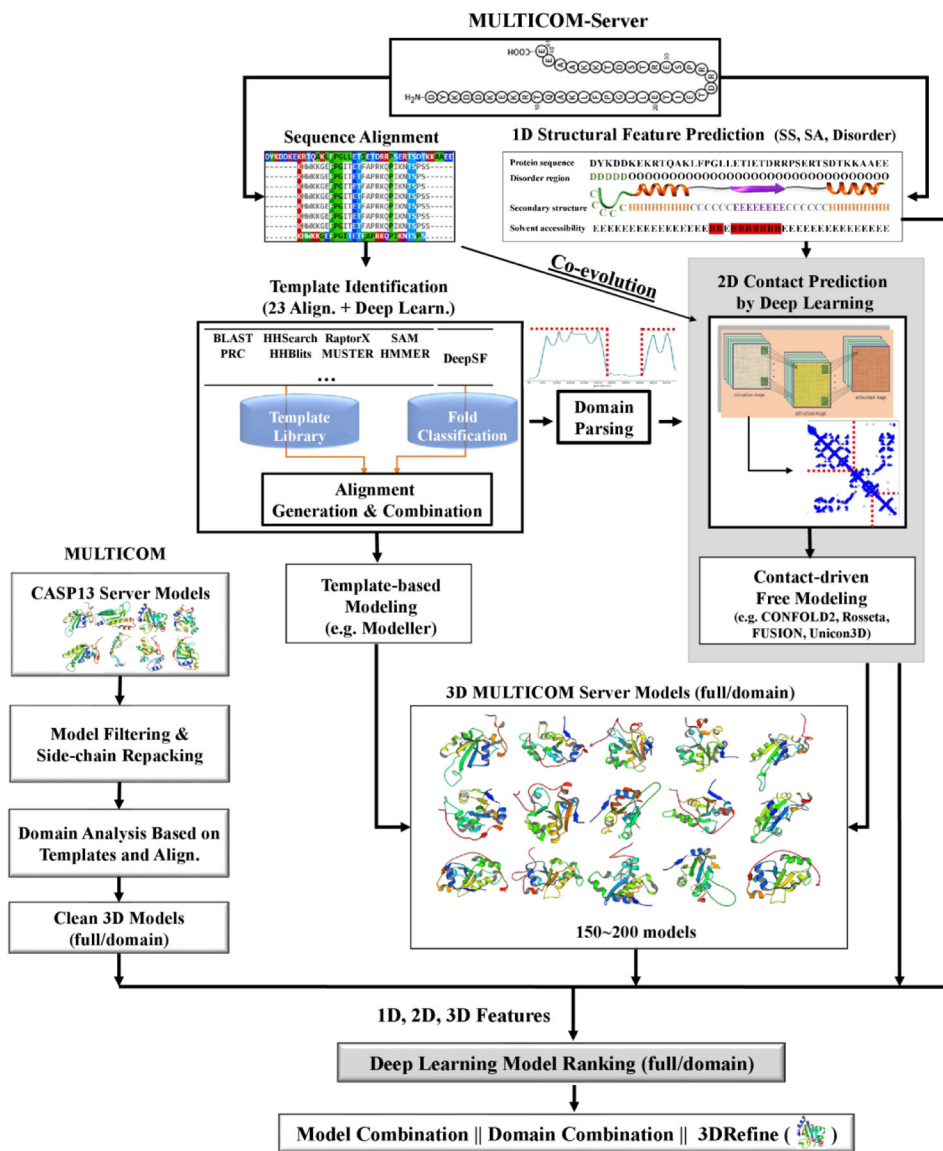 MULTICOM-Server
Sequence Alignment
1D Structural Feature Prediction (SS, SA, Disorder)
Protein sequence DYKDDKEKRTQAKLFPGLLETIETDRRPSERTSDTKKAAEE
Disorder region
Secondary structure
Solvent accessibility
Co-evolution
Template Identification
(23 Align. + Deep Learn.)
BLAST HHSearch RaptorX SAM
PRC HHBlits MUSTER HMMER
DeepSF
...
Template
Library
Fold
Classification
Alignment
Generation & Combination
Domain
Parsing
2D Contact Prediction
by Deep Learning
MULTICOM
CASP13 Server Models
Template-based
Modeling
(e.g. Modeller)
Contact-driven
Free Modeling
(e.g. CONFOLD2, Rosseta,
FUSION, Unicon3D)
Model Filtering &
Side-chain Repacking
Domain Analysis Based on
Templates and Align.
Clean 3D Models
(full/domain)
3D MULTICOM Server Models (full/domain)
150~200 models
1D, 2D, 3D Features
Deep Learning Model Ranking (full/domain)
Model Combination || Domain Combination || 3DRefine ( )